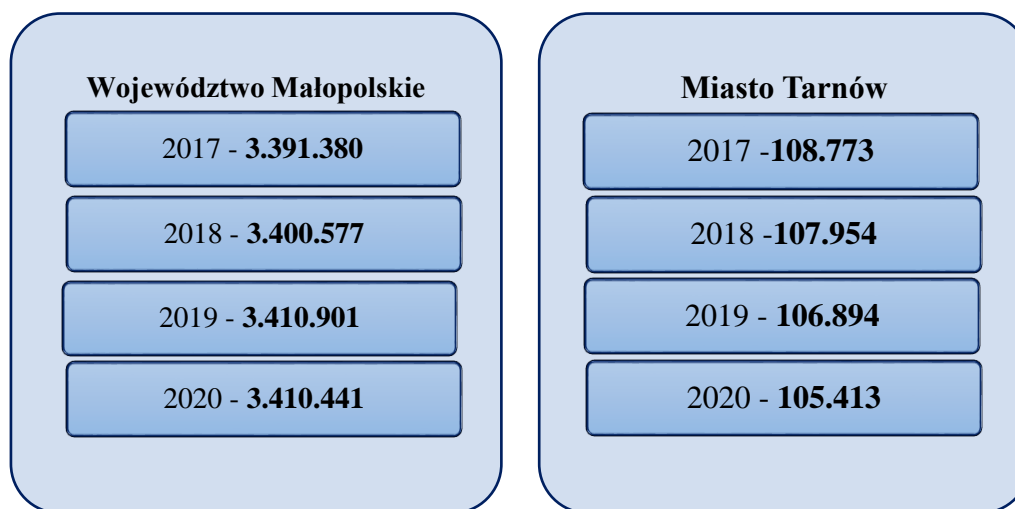 Województwo Małopolskie
2017 - 3.391.380
2018 - 3.400.577
2019 - 3.410.901
2020 - 3.410.441
Miasto Tarnów
2017 -108.773
2018 -107.954
2019 - 106.894
2020 - 105.413